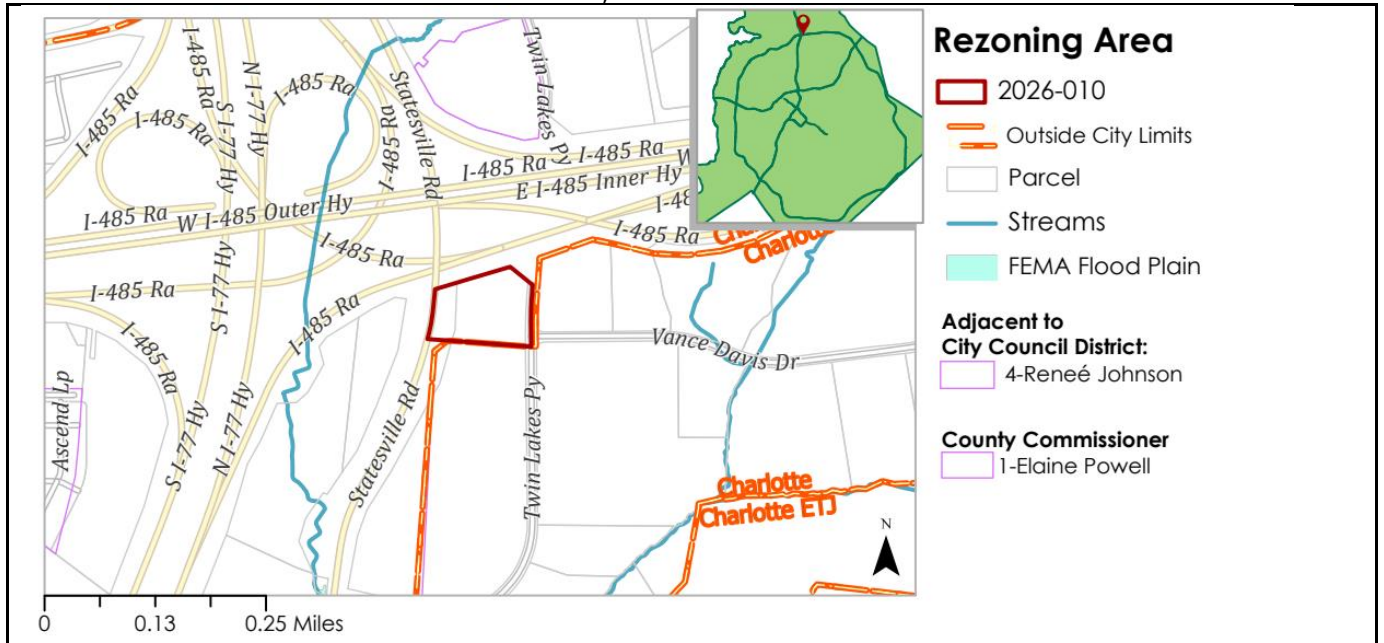 I-485 Ra
I-485 Ra
I-485 Ra
S I-77 Hy
N I-77 Hy
I-485 Ra
I-485 Ra
Statesville Rd
Twin Lakes Py
I-485 Ra
I-485 Ra
E I-485 Inner Hy
I-485 Ra
W I-485 Outer Hy
I-485 Ra
I-485 Ra
Charlotte
I-485 Ra
S I-77 Hy
I-485 Ra
I-485 Ra
Vance Davis Dr
Ascend Lp
S I-77 Hy
N I-77 Hy
Statesville Rd
Twin Lakes Py
Charlotte
Charlotte ETJ
N
0
0.13
0.25 Miles
Rezoning Area
2026-010
Outside City Limits
Parcel
Streams
FEMA Flood Plain
Adjacent to
City Council District:
4-Reneé Johnson
County Commissioner
1-Elaine Powell